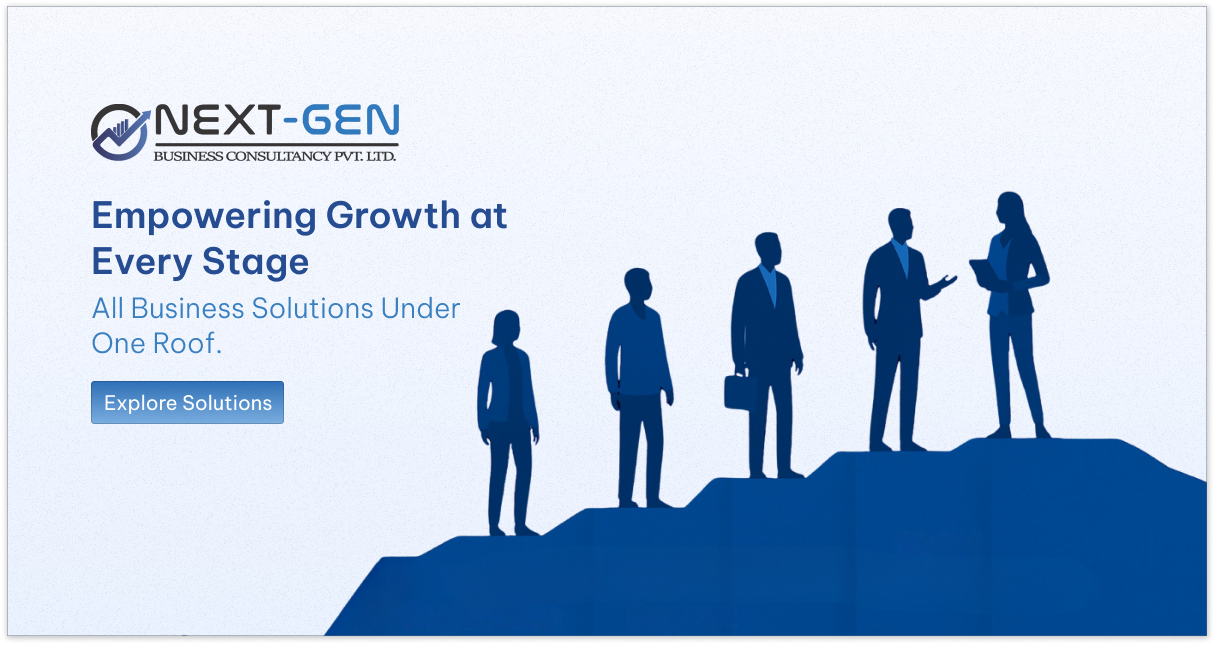 NEXT-GEN
BUSINESS CONSULTANCY PVT. LTD.
Empowering Growth at
Every Stage
All Business Solutions Under
One Roof.
Explore Solutions